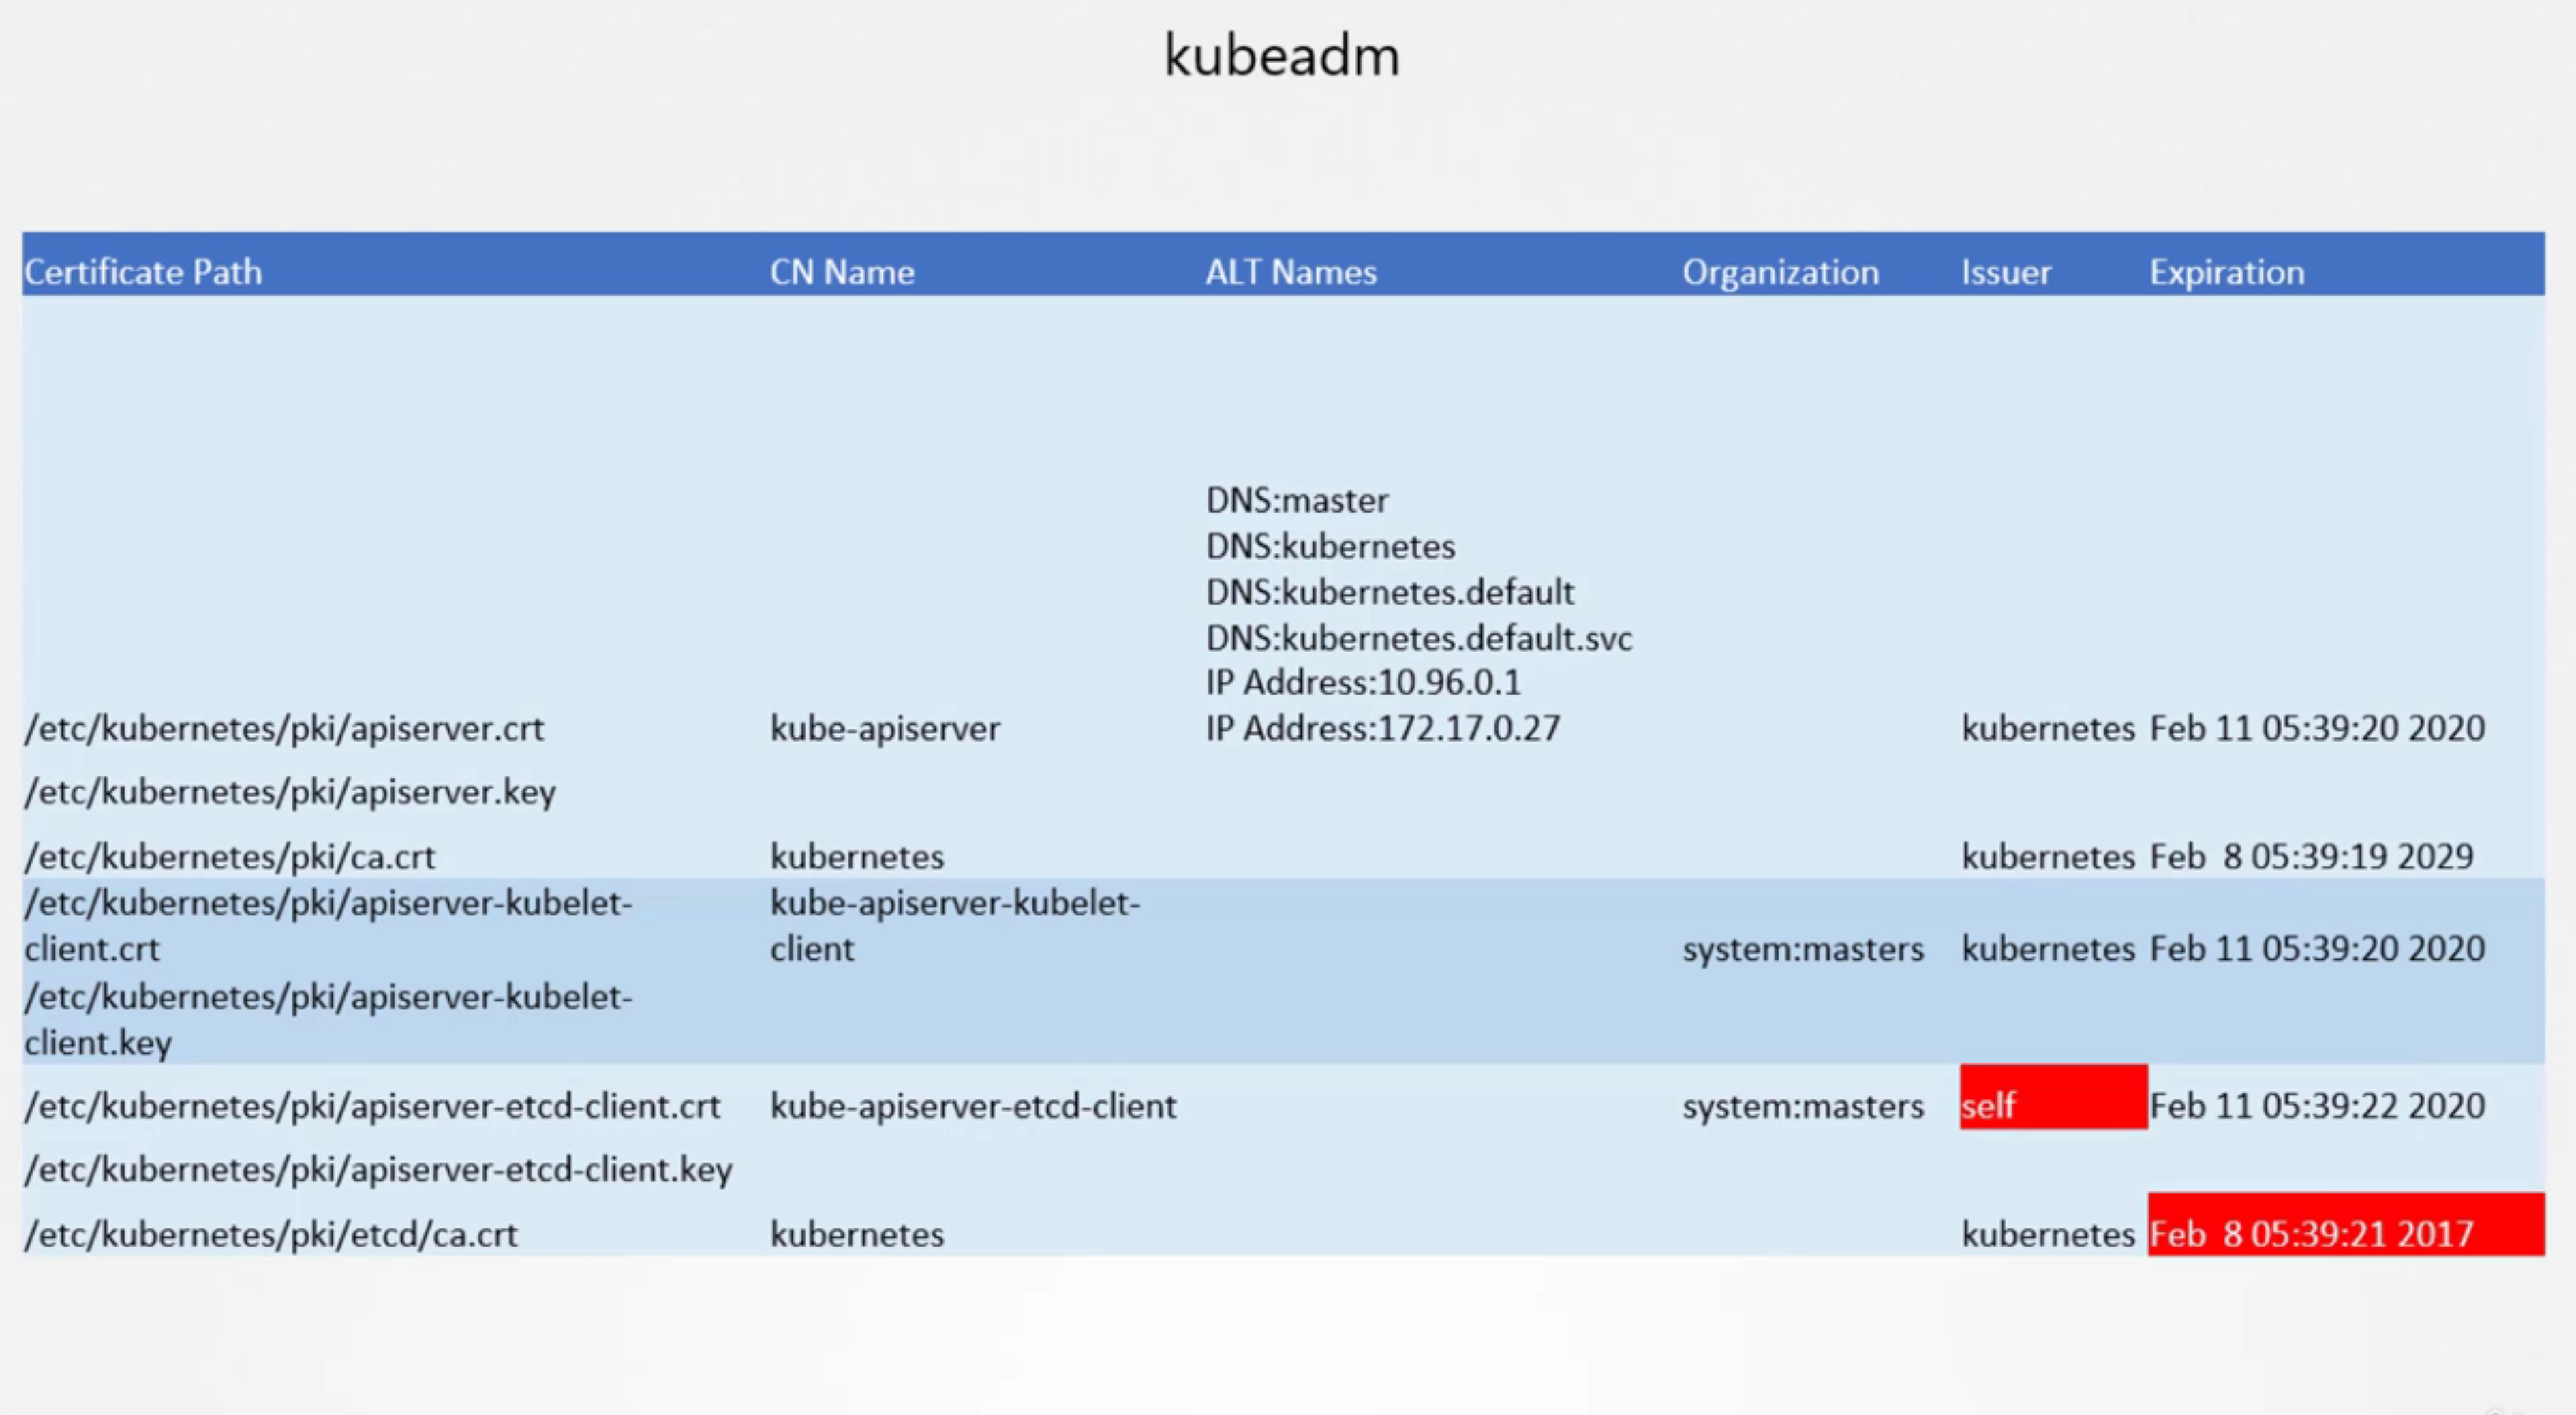 kubeadm
Certificate Path CN Name ALT Names Organization Issuer Expiration
DNS:master
DNS:kubernetes
DNS:kubernetes.default
DNS:kubernetes.default.svc
IP Address:10.96.0.1
/etc/kubernetes/pki/apiserver.crt kube-apiserver IP Address:172.17.0.27 kubernetes Feb 11 05:39:20 2020
/etc/kubernetes/pki/apiserver.key
/etc/kubernetes/pki/ca.crt kubernetes kubernetes Feb  8 05:39:19 2029
/etc/kubernetes/pki/apiserver-kubelet- kube-apiserver-kubelet-
client.crt client system:masters kubernetes Feb 11 05:39:20 2020
/etc/kubernetes/pki/apiserver-kubelet-
client.key
/etc/kubernetes/pki/apiserver-etcd-client.crt kube-apiserver-etcd-client system:masters self Feb 11 05:39:22 2020
/etc/kubernetes/pki/apiserver-etcd-client.key
/etc/kubernetes/pki/etcd/ca.crt kubernetes kubernetes Feb  8 05:39:21 2017